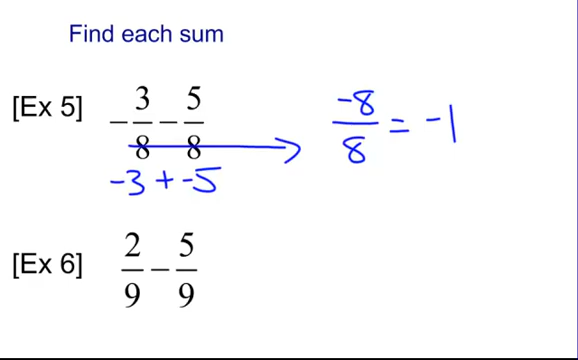 Find each sum
[Ex 5] -3/8 - 5/8 → -8/8 = -1
-3 + -5
[Ex 6] 2/9 - 5/9